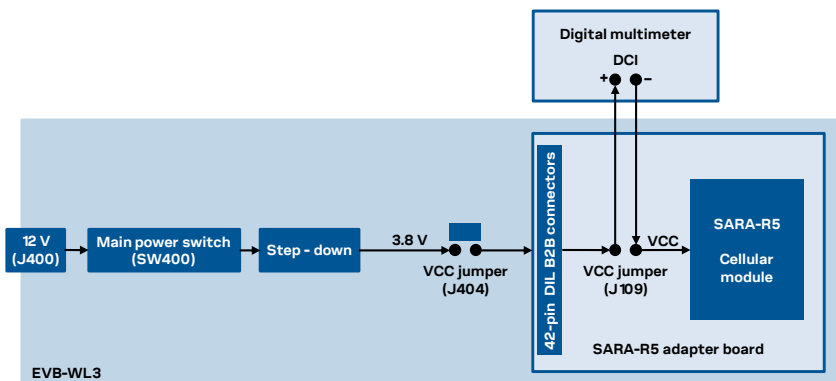 Digital multimeter
DCI
+ −
42-pin DIL B2B connectors
12 V
(J400)
Main power switch
(SW400)
Step - down
3.8 V
VCC jumper
(J404)
VCC
VCC jumper
(J109)
SARA-R5
Cellular
module
SARA-R5 adapter board
EVB-WL3